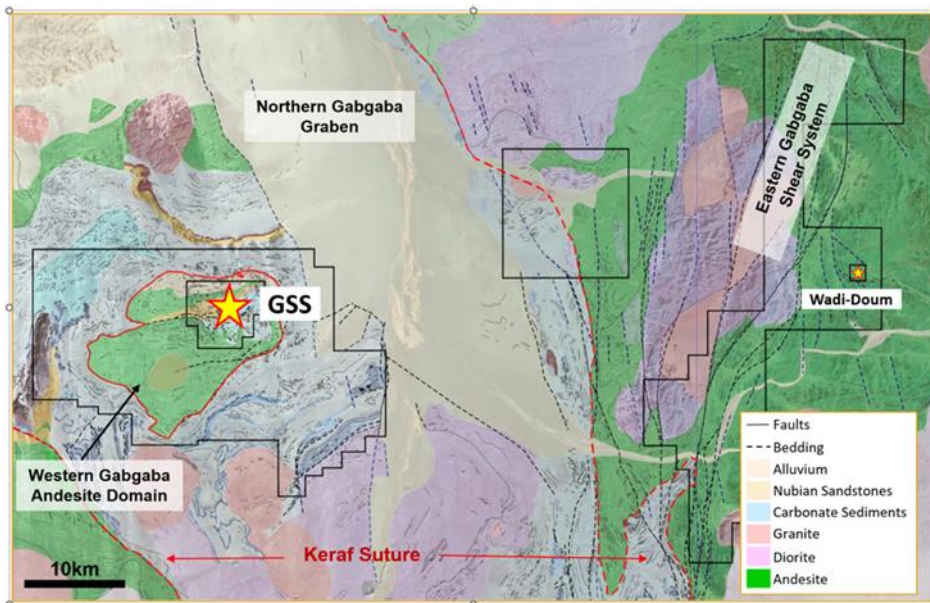 Northern Gabgaba
Graben
Eastern Gabgaba
Shear System
GSS
Wadi-Doum
Western Gabgaba
Andesite Domain
Keraf Suture
10km
Faults
Bedding
Alluvium
Nubian Sandstones
Carbonate Sediments
Granite
Diorite
Andesite